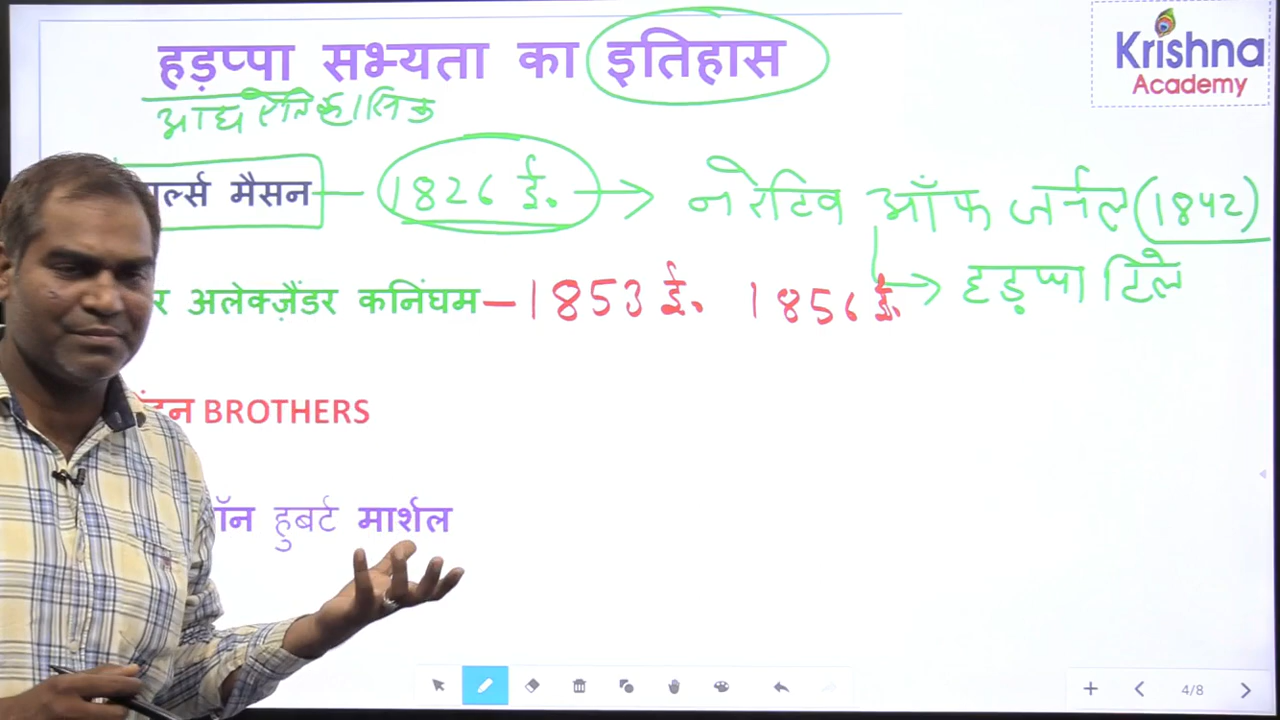 हड़प्पा सभ्यता का इतिहास
Krishna
Academy
आद्य ऐतिहासिक
मैसन — 1826 ई. → नरेटिव ऑफ जर्नल (1842)
→ हड़प्पा टिले
अलेक्ज़ैंडर कनिंघम — 1853 ई. 1856 ई.
BROTHERS
हुबर्ट मार्शल
4/8